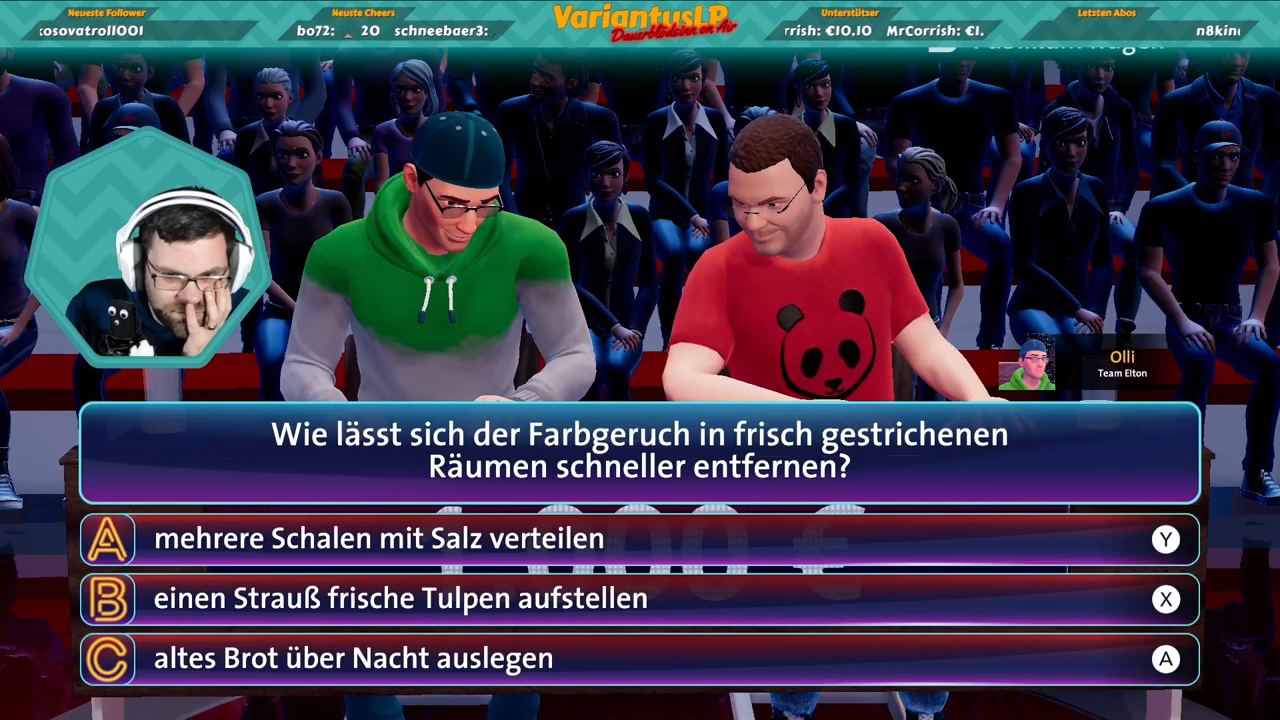 Neueste Follower
Neuste Cheers
VariantusLP
Dauerblödsinn on Air
Unterstützer
Letzten Abos
:osovatroll001
bo72: 20 schneebaer3:
rrish: €10.10 MrCorrish: €1.
n8kin
Olli
Team Elton
Wie lässt sich der Farbgeruch in frisch gestrichenen
Räumen schneller entfernen?
A mehrere Schalen mit Salz verteilen Y
B einen Strauß frische Tulpen aufstellen X
C altes Brot über Nacht auslegen A